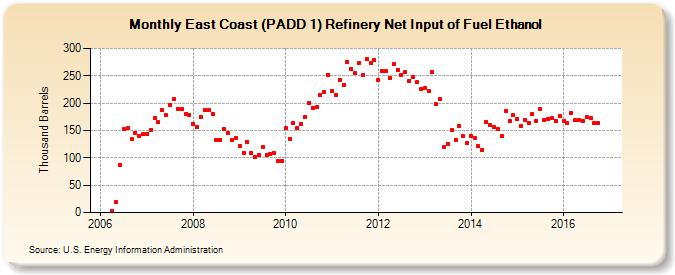 Monthly East Coast (PADD 1) Refinery Net Input of Fuel Ethanol
Thousand Barrels
300
250
200
150
100
50
0
2006 2008 2010 2012 2014 2016
Source: U.S. Energy Information Administration